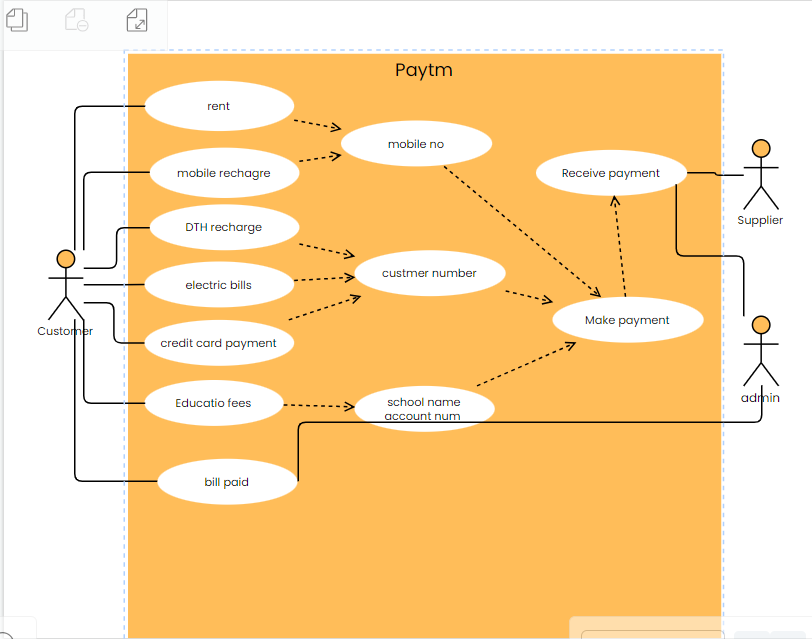 Paytm
rent
mobile no
mobile rechagre
Receive payment
Supplier
DTH recharge
custmer number
electric bills
Make payment
Customer
credit card payment
admin
Educatio fees
school name
account num
bill paid